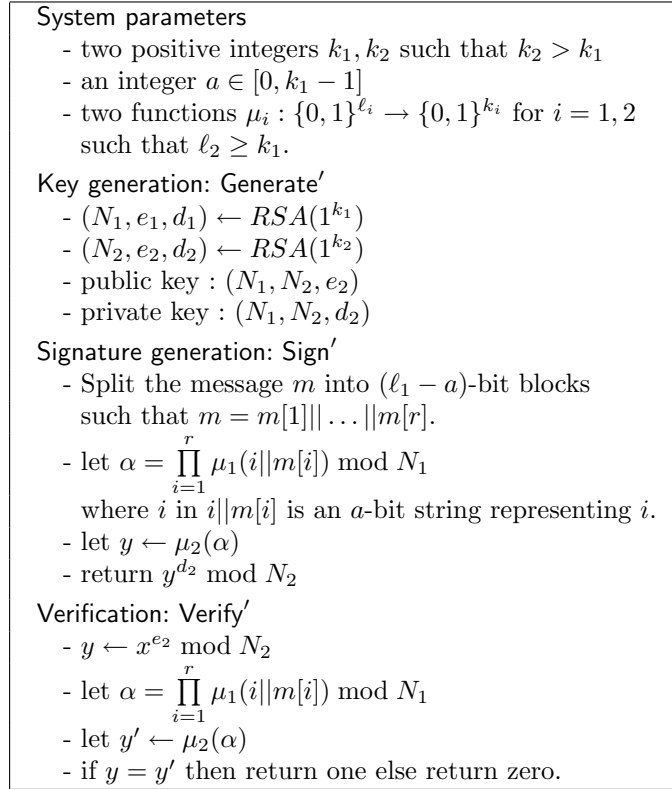 System parameters
- two positive integers k₁, k₂ such that k₂ > k₁
- an integer a ∈ [0, k₁ − 1]
- two functions μᵢ : {0, 1}^{ℓᵢ} → {0, 1}^{kᵢ} for i = 1, 2
such that ℓ₂ ≥ k₁.
Key generation: Generate′
- (N₁, e₁, d₁) ← RSA(1^{k₁})
- (N₂, e₂, d₂) ← RSA(1^{k₂})
- public key : (N₁, N₂, e₂)
- private key : (N₁, N₂, d₂)
Signature generation: Sign′
- Split the message m into (ℓ₁ − a)-bit blocks
such that m = m[1]|| . . . ||m[r].
- let α = ∏_{i=1}^{r} μ₁(i||m[i]) mod N₁
where i in i||m[i] is an a-bit string representing i.
- let y ← μ₂(α)
- return y^{d₂} mod N₂
Verification: Verify′
- y ← x^{e₂} mod N₂
- let α = ∏_{i=1}^{r} μ₁(i||m[i]) mod N₁
- let y′ ← μ₂(α)
- if y = y′ then return one else return zero.